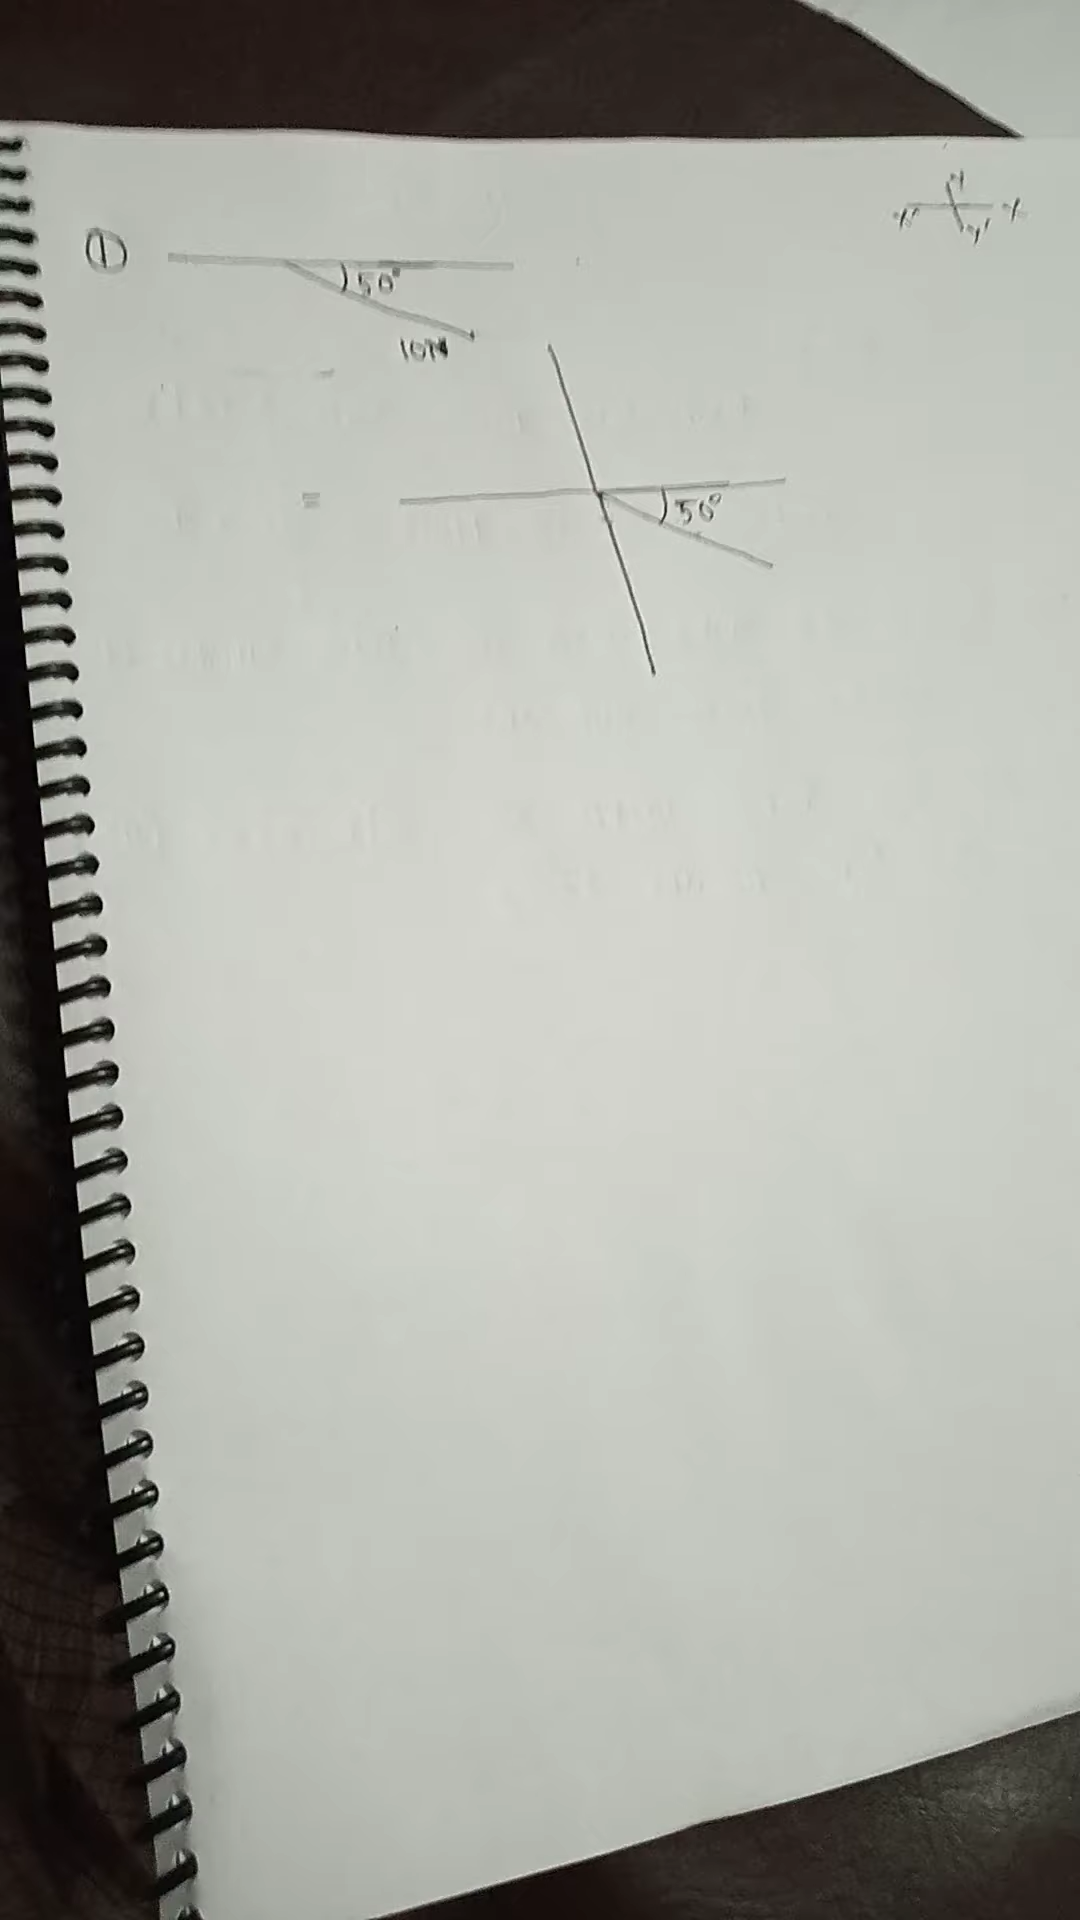 y
x' x
y'
① 50°
10N
= 50°